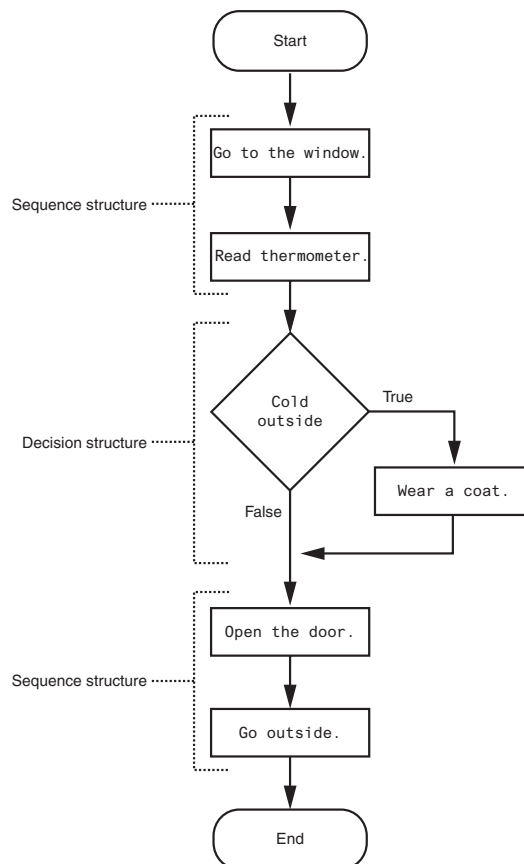 Start
Go to the window.
Sequence structure
Read thermometer.
Cold
outside
True
Decision structure
Wear a coat.
False
Open the door.
Sequence structure
Go outside.
End